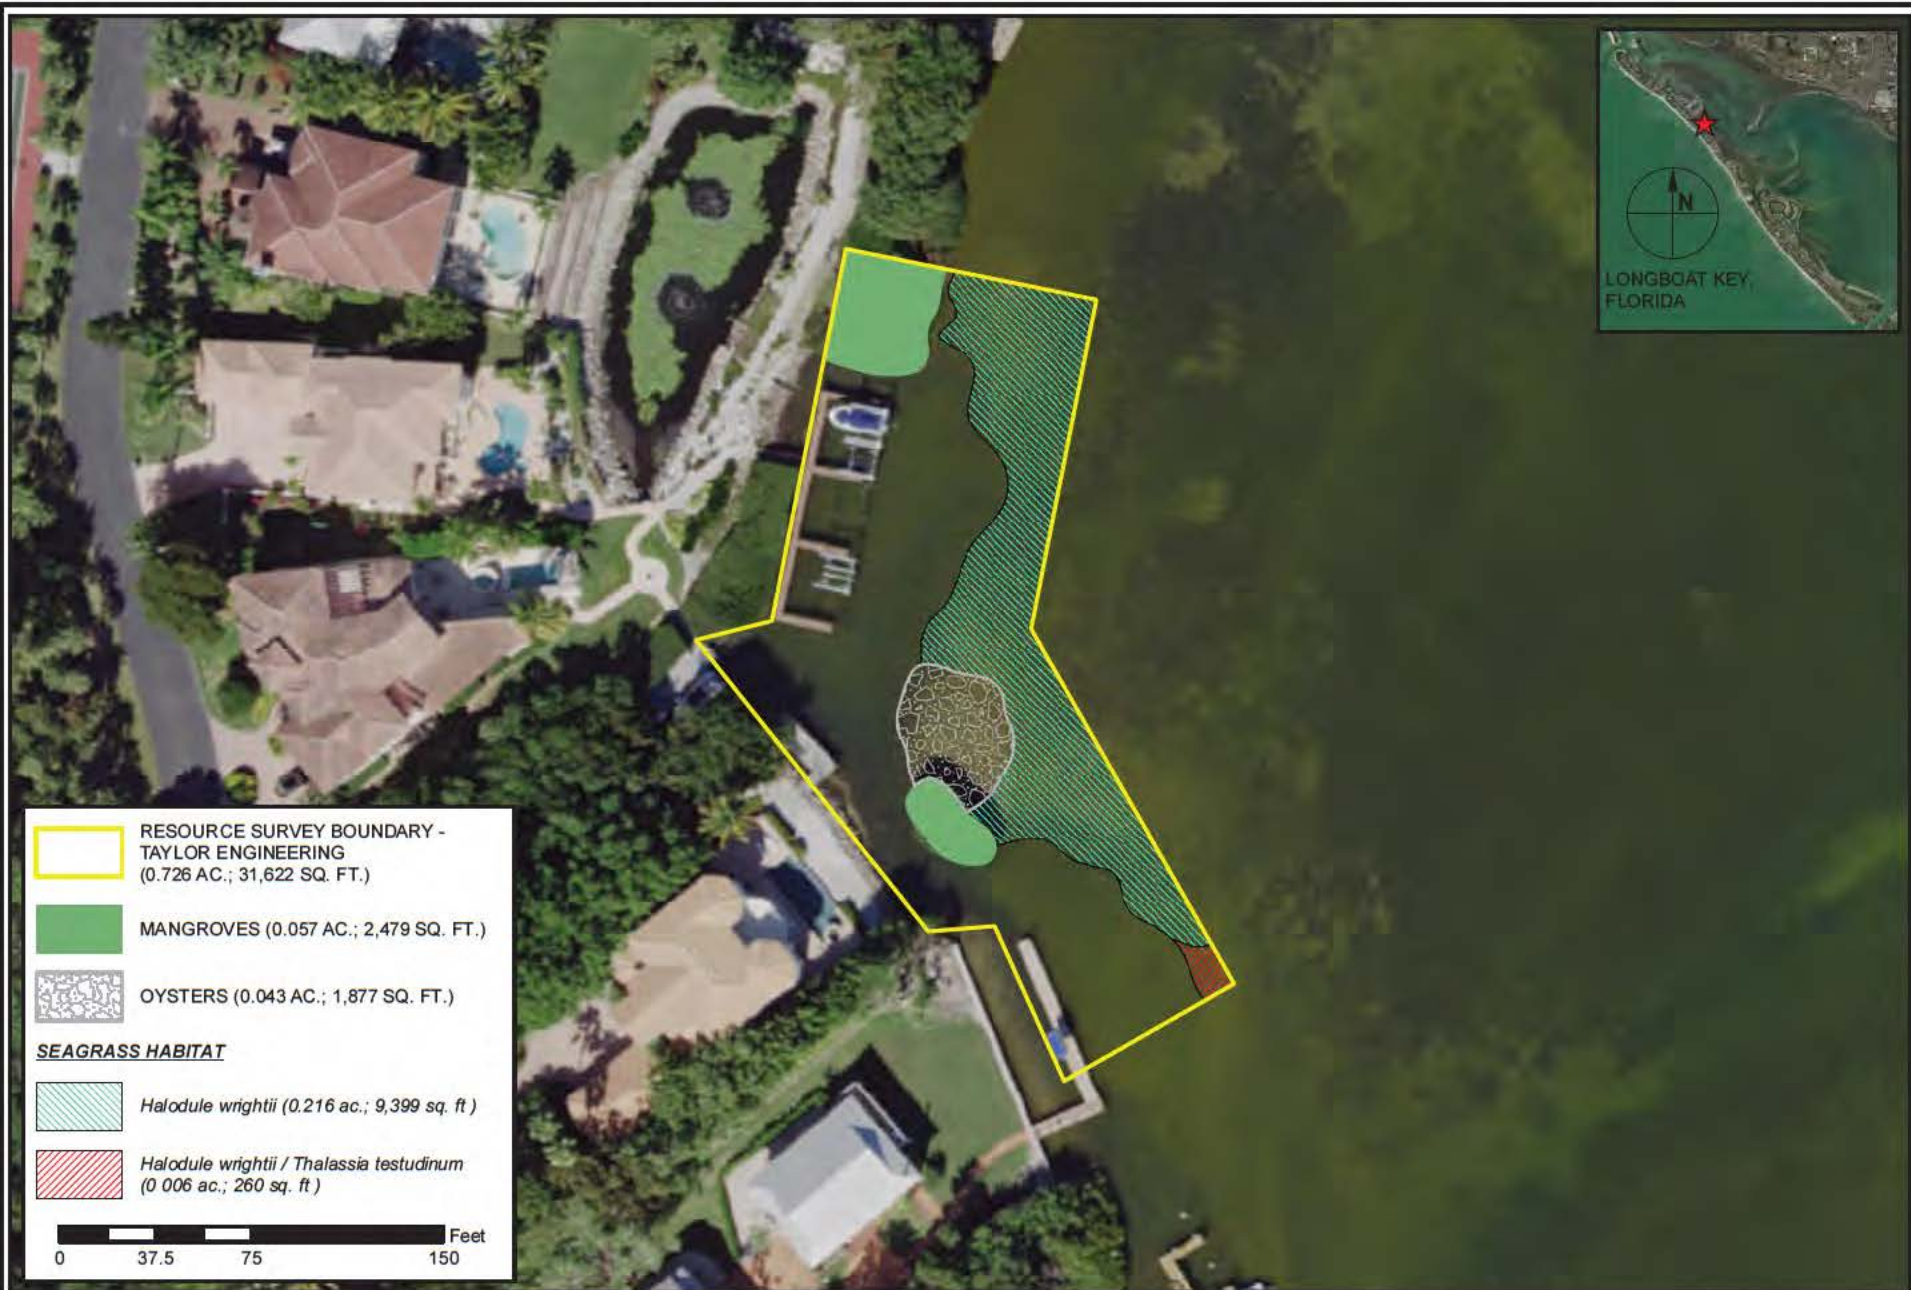 N
LONGBOAT KEY,
FLORIDA
RESOURCE SURVEY BOUNDARY -
TAYLOR ENGINEERING
(0.726 AC.; 31,622 SQ. FT.)
MANGROVES (0.057 AC.; 2,479 SQ. FT.)
OYSTERS (0.043 AC.; 1,877 SQ. FT.)
SEAGRASS HABITAT
Halodule wrightii (0.216 ac.; 9,399 sq. ft )
Halodule wrightii / Thalassia testudinum
(0 006 ac.; 260 sq. ft )
Feet
0 37.5 75 150